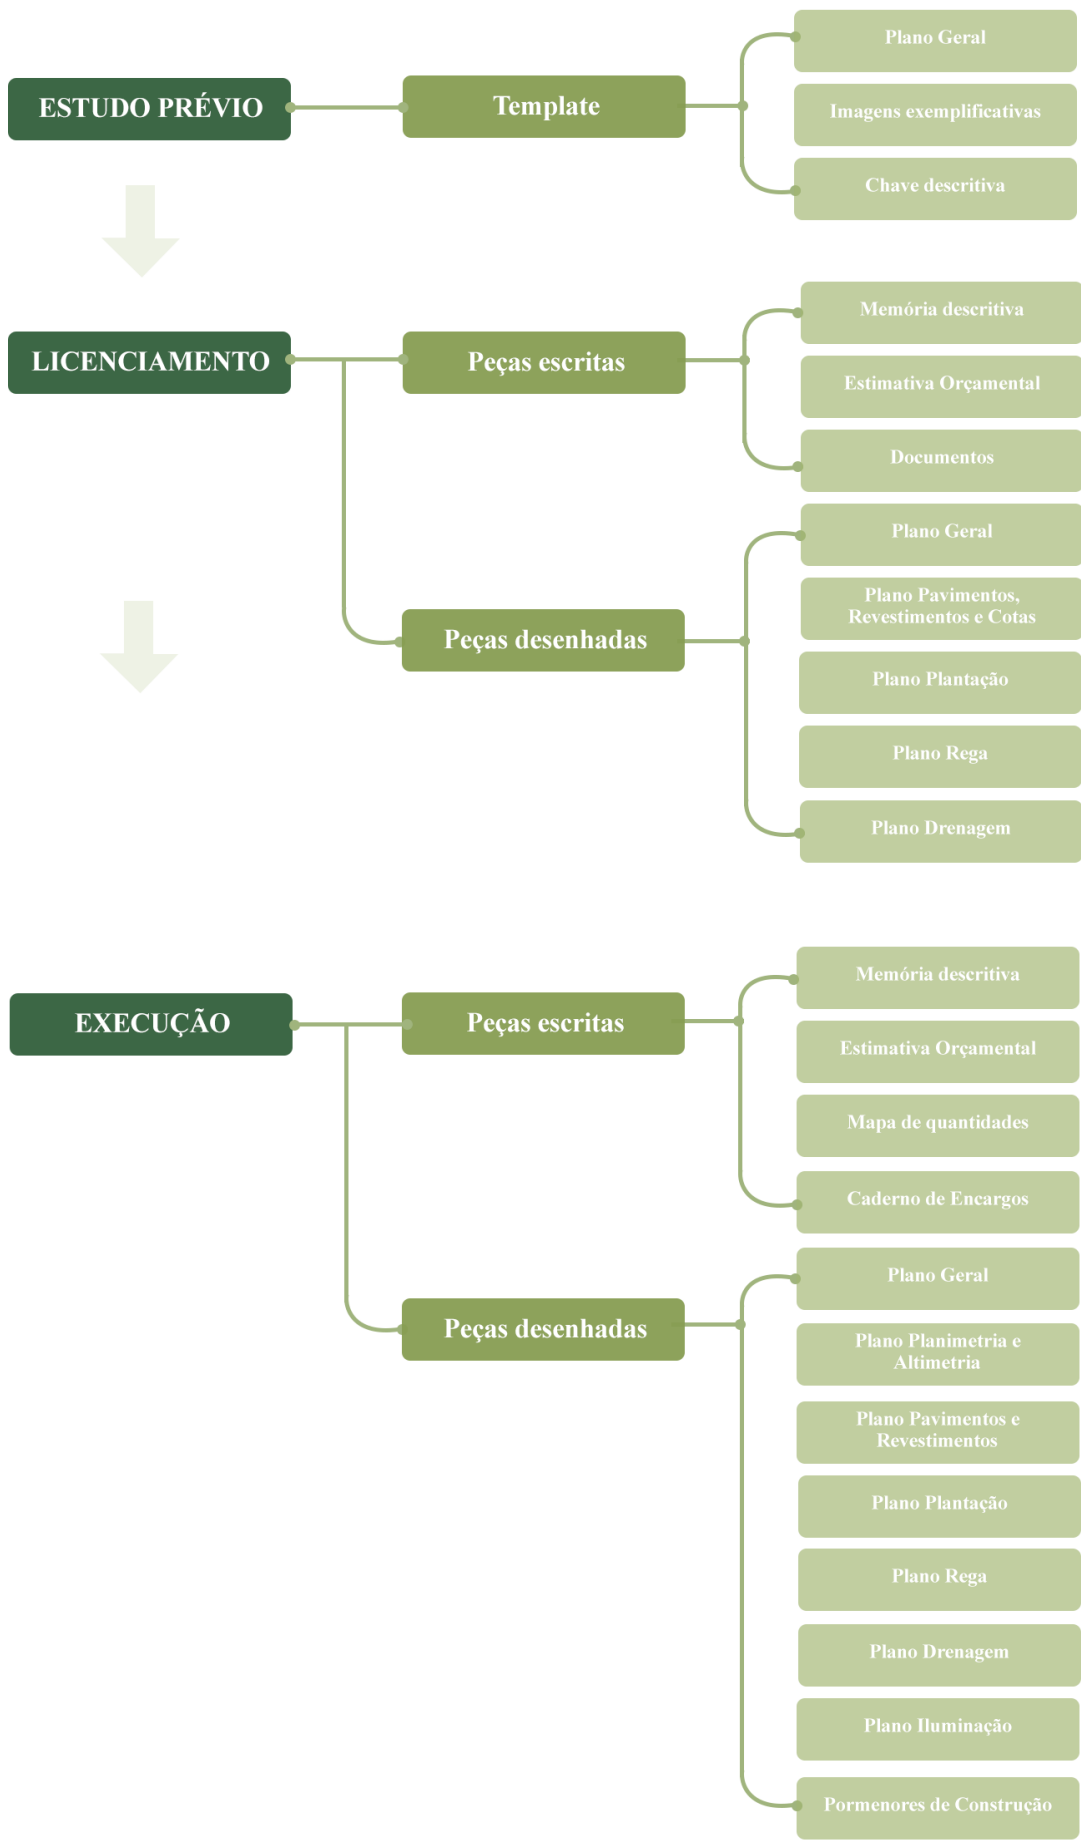 ESTUDO PRÉVIO
Template
Plano Geral
Imagens exemplificativas
Chave descritiva
LICENCIAMENTO
Peças escritas
Memória descritiva
Estimativa Orçamental
Documentos
Peças desenhadas
Plano Geral
Plano Pavimentos,
Revestimentos e Cotas
Plano Plantação
Plano Rega
Plano Drenagem
EXECUÇÃO
Peças escritas
Memória descritiva
Estimativa Orçamental
Mapa de quantidades
Caderno de Encargos
Peças desenhadas
Plano Geral
Plano Planimetria e
Altimetria
Plano Pavimentos e
Revestimentos
Plano Plantação
Plano Rega
Plano Drenagem
Plano Iluminação
Pormenores de Construção